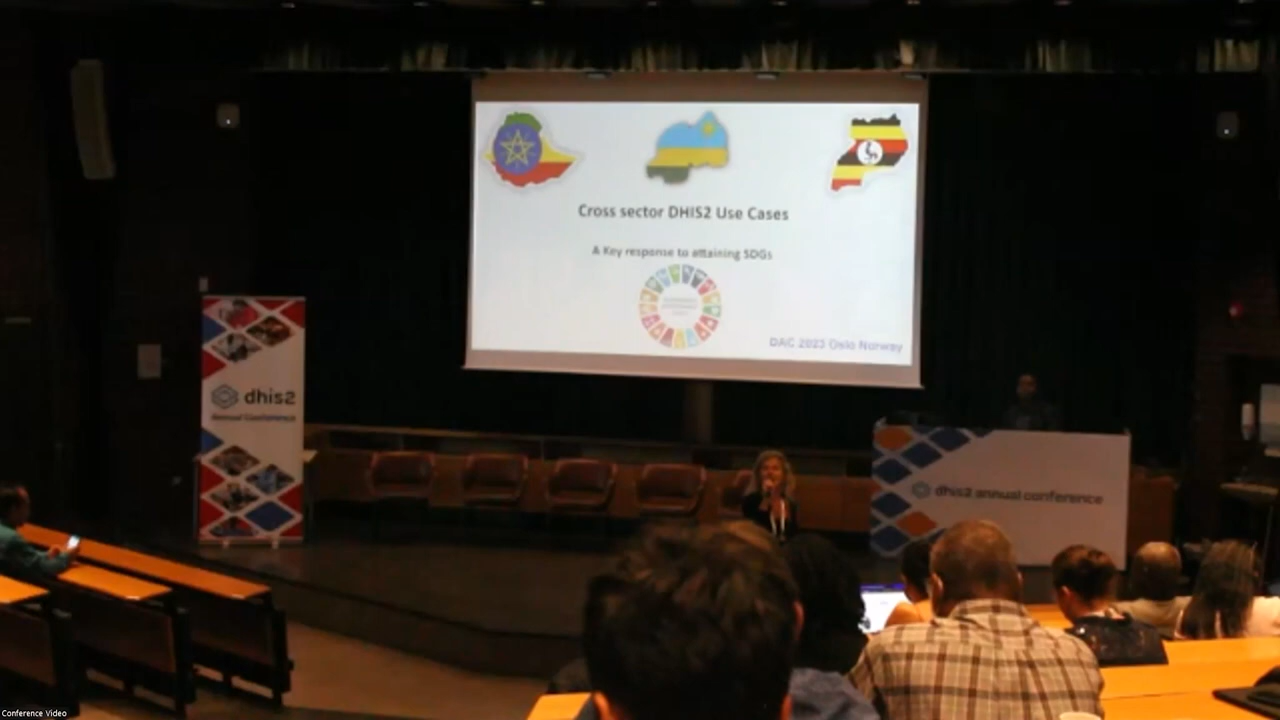 Cross sector DHIS2 Use Cases
A Key response to attaining SDGs
DAC 2023 Oslo Norway
dhis2
Annual Conference
dhis2 annual conference
Conference Video